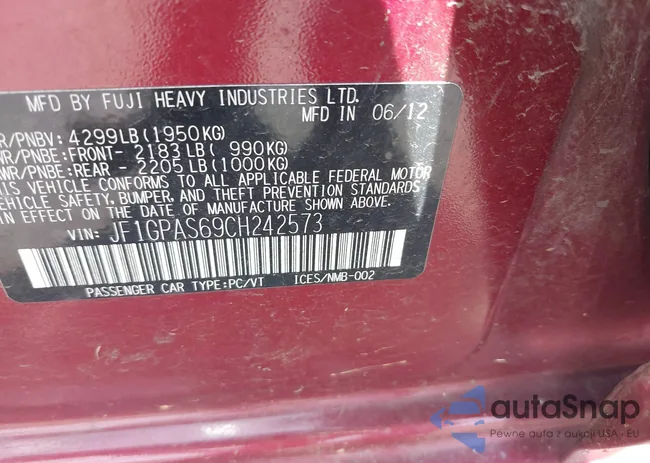 MFD BY FUJI HEAVY INDUSTRIES LTD.
MFD IN 06/12
R/PNBV: 4299LB(1950KG)
WR/PNBE:FRONT- 2183LB( 990KG)
WR/PNBE:REAR - 2205LB(1000KG)
HIS VEHICLE CONFORMS TO ALL APPLICABLE FEDERAL MOTOR
VEHICLE SAFETY, BUMPER, AND THEFT PREVENTION STANDARDS
IN EFFECT ON THE DATE OF MANUFACTURE SHOWN ABOVE.
VIN: JF1GPAS69CH242573
PASSENGER CAR TYPE:PC/VT ICES/NMB-002
autoSnap
Pewne auta z aukcji USA i EU